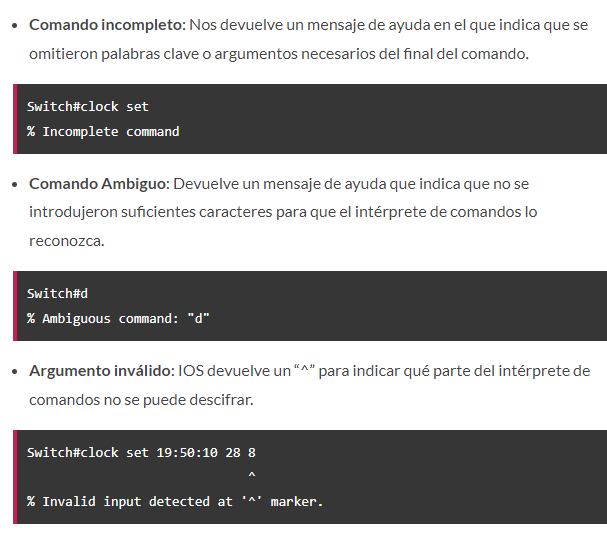 • Comando incompleto: Nos devuelve un mensaje de ayuda en el que indica que se
omitieron palabras clave o argumentos necesarios del final del comando.
Switch#clock set
% Incomplete command
• Comando Ambiguo: Devuelve un mensaje de ayuda que indica que no se
introdujeron suficientes caracteres para que el intérprete de comandos lo
reconozca.
Switch#d
% Ambiguous command: "d"
• Argumento inválido: IOS devuelve un “^” para indicar qué parte del intérprete de
comandos no se puede descifrar.
Switch#clock set 19:50:10 28 8
^
% Invalid input detected at '^' marker.